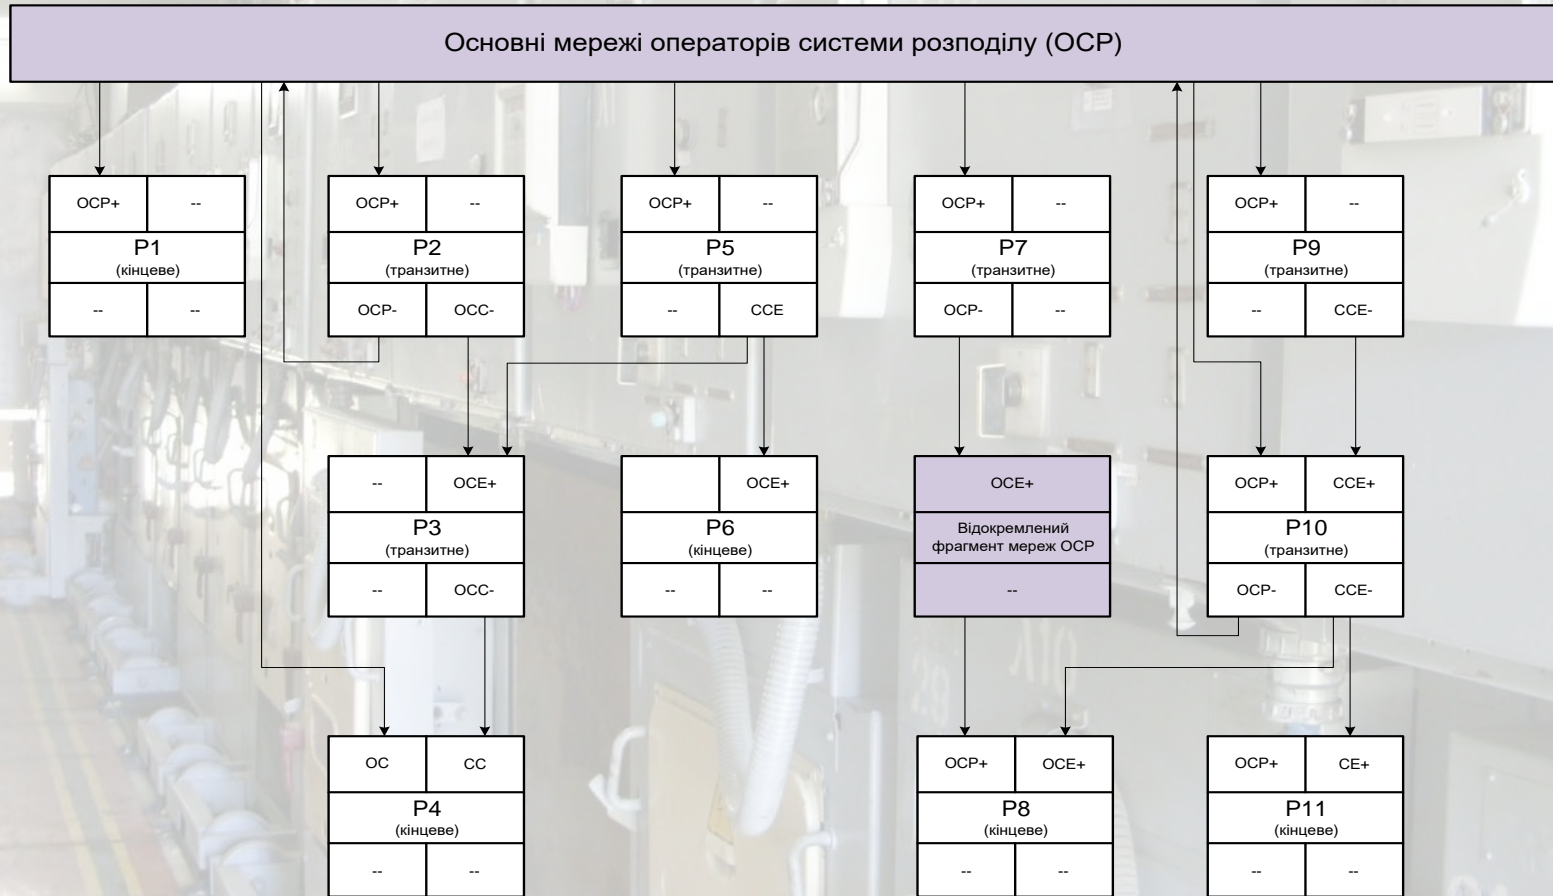 Основні мережі операторів системи розподілу (ОСР)
ОСР+ --
Р1
(кінцеве)
-- --
ОСР+ --
Р2
(транзитне)
ОСР- ОСС-
ОСР+ --
Р5
(транзитне)
-- ССЕ
ОСР+ --
Р7
(транзитне)
ОСР- --
ОСР+ --
Р9
(транзитне)
-- ССЕ-
-- ОСЕ+
Р3
(транзитне)
-- ОСС-
ОСЕ+
Р6
(кінцеве)
-- --
ОСЕ+
Відокремлений
фрагмент мереж ОСР
--
ОСР+ ССЕ+
Р10
(транзитне)
ОСР- ССЕ-
ОС СС
Р4
(кінцеве)
-- --
ОСР+ ОСЕ+
Р8
(кінцеве)
-- --
ОСР+ СЕ+
Р11
(кінцеве)
-- --